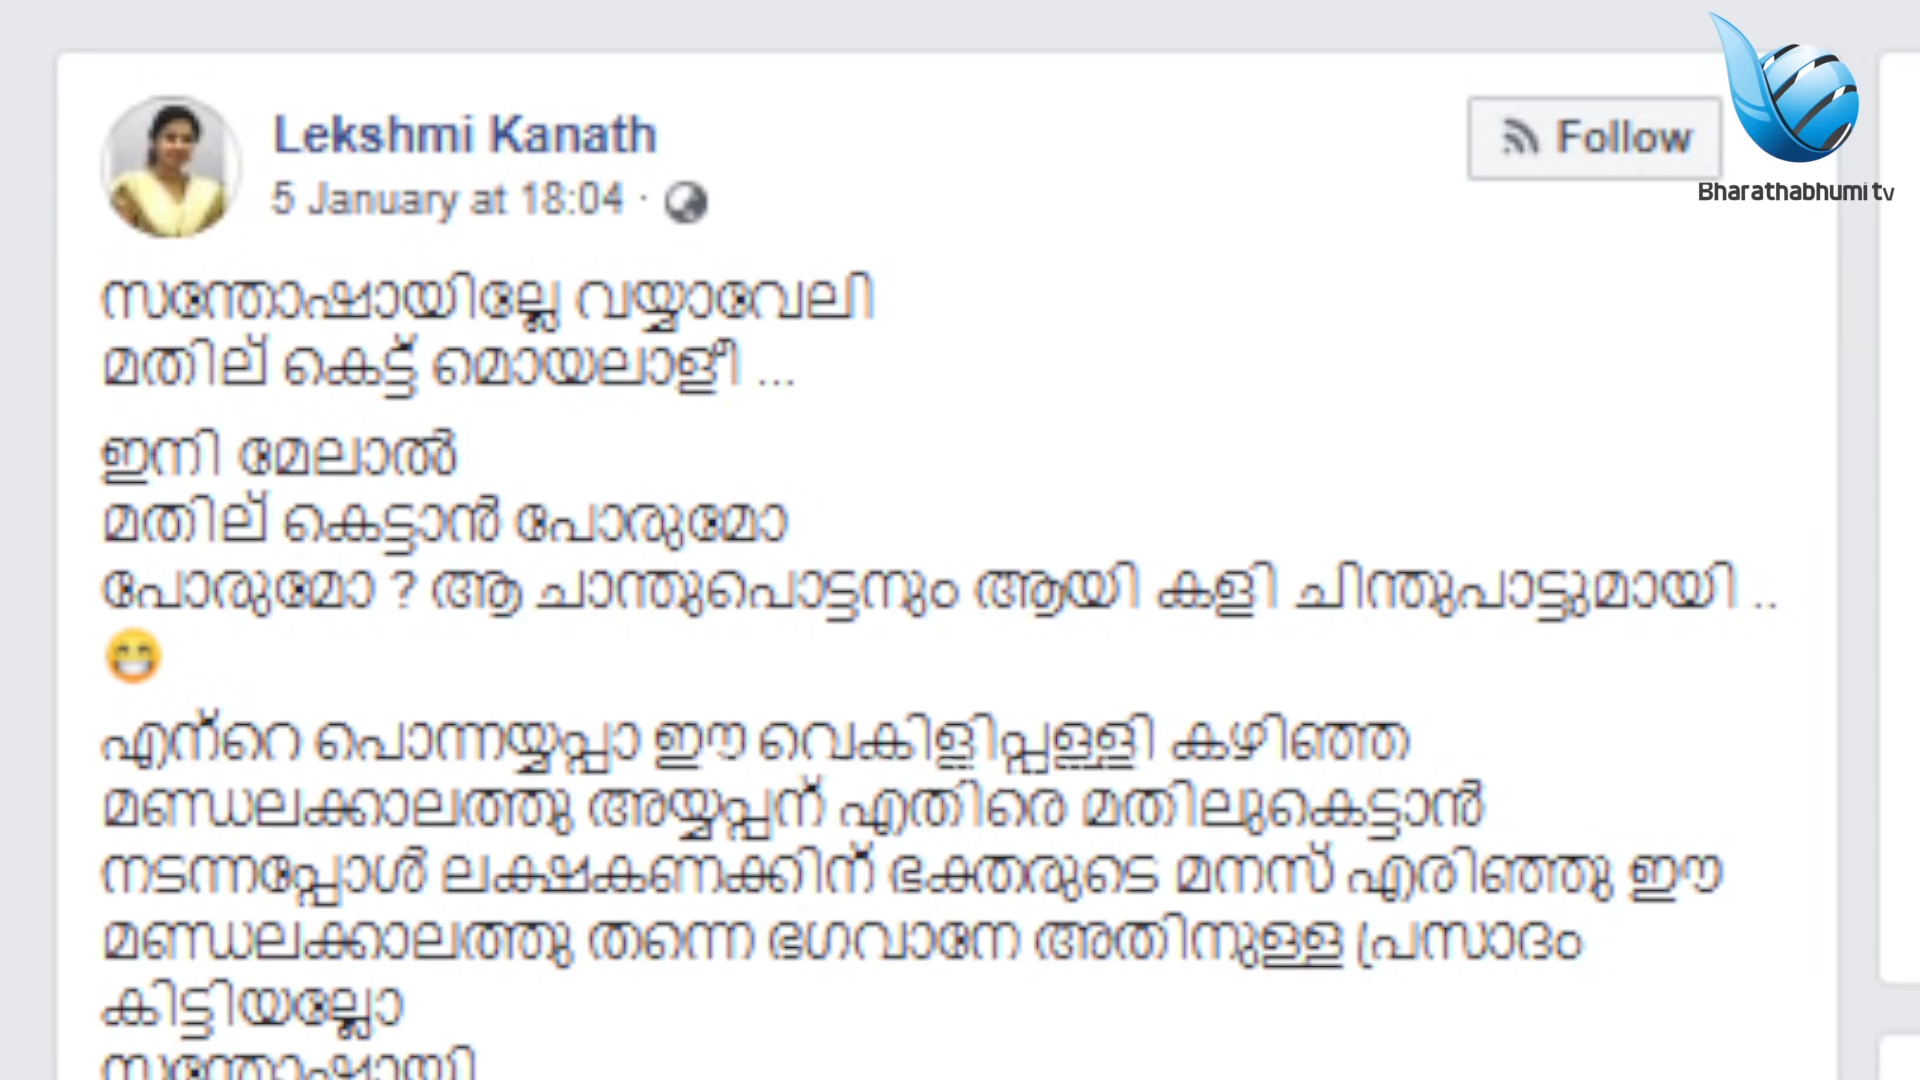 Lekshmi Kanath
5 January at 18:04 ·
Follow
Bharathabhumi tv
സന്തോഷായില്ലേ വയ്യാവേലി
മതില് കെട്ട് മൊയലാളീ ...
ഇനി മേലാൽ
മതില് കെട്ടാൻ പോരുമോ
പോരുമോ ? ആ ചാന്തുപൊട്ടനും ആയി കളി ചിന്തുപാട്ടുമായി ..
😁
എന്റെ പൊന്നയ്യപ്പാ ഈ വെകിളിപ്പള്ളി കഴിഞ്ഞ
മണ്ഡലക്കാലത്തു അയ്യപ്പന് എതിരെ മതിലുകെട്ടാൻ
നടന്നപ്പോൾ ലക്ഷകണക്കിന് ഭക്തരുടെ മനസ് എരിഞ്ഞു ഈ
മണ്ഡലക്കാലത്തു തന്നെ ഭഗവാനേ അതിനുള്ള പ്രസാദം
കിട്ടിയല്ലോ
സന്തോഷായി